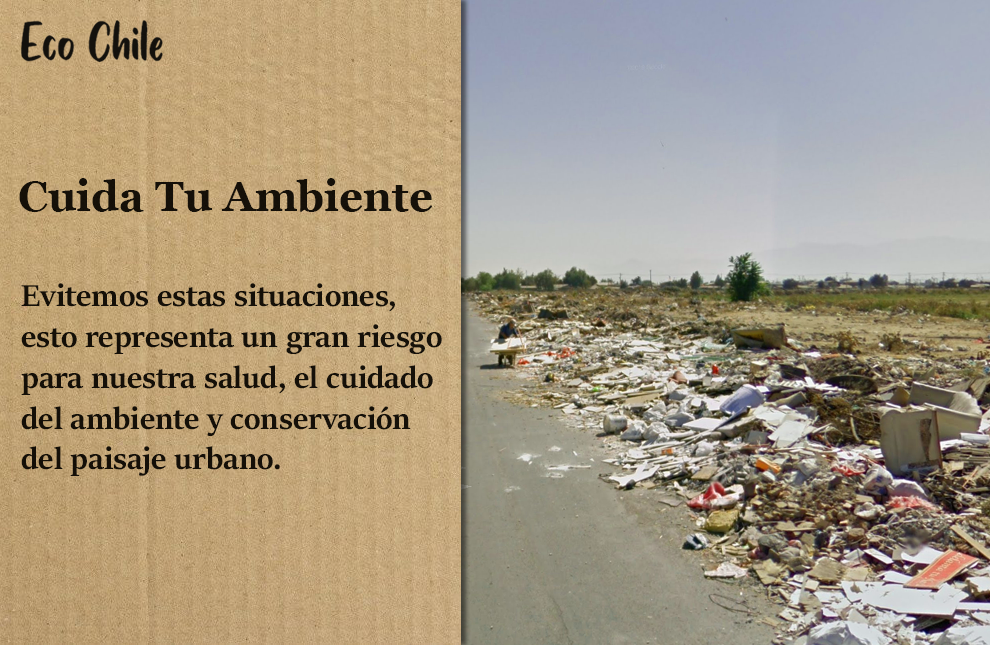 Eco Chile
Cuida Tu Ambiente
Evitemos estas situaciones,
esto representa un gran riesgo
para nuestra salud, el cuidado
del ambiente y conservación
del paisaje urbano.